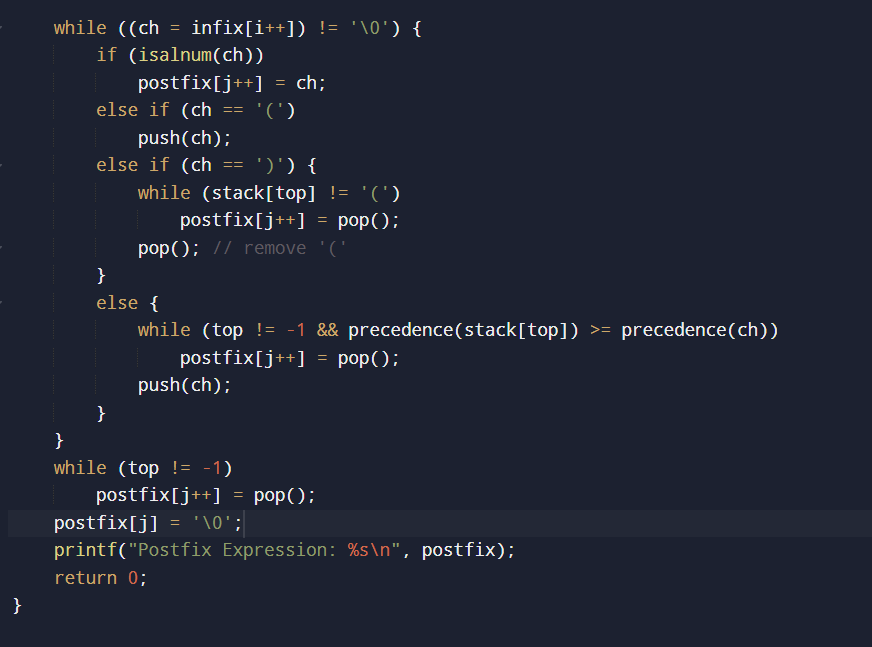 while ((ch = infix[i++]) != '\0') {
if (isalnum(ch))
postfix[j++] = ch;
else if (ch == '(')
push(ch);
else if (ch == ')') {
while (stack[top] != '(')
postfix[j++] = pop();
pop(); // remove '('
}
else {
while (top != -1 && precedence(stack[top]) >= precedence(ch))
postfix[j++] = pop();
push(ch);
}
}
while (top != -1)
postfix[j++] = pop();
postfix[j] = '\0';
printf("Postfix Expression: %s\n", postfix);
return 0;
}